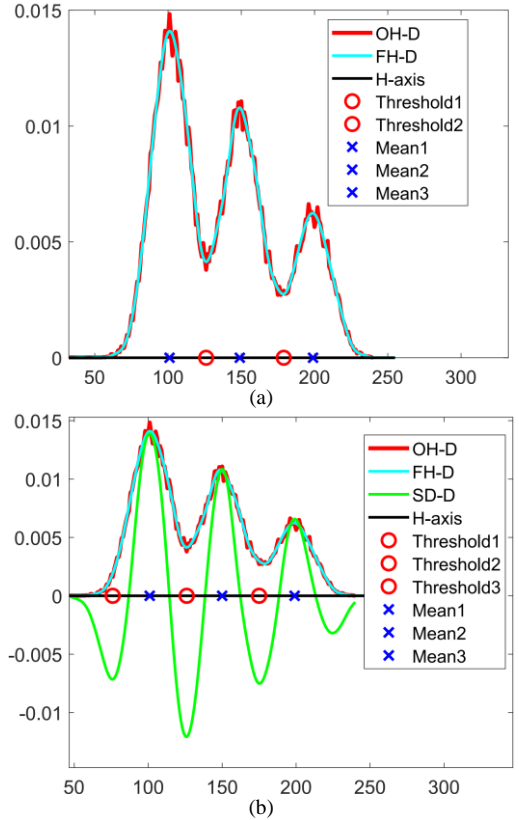 0.015
0.01
0.005
0
OH-D
FH-D
H-axis
Threshold1
Threshold2
Mean1
Mean2
Mean3
50 100 150 200 250 300
(a)
0.015
0.01
0.005
0
-0.005
-0.01
OH-D
FH-D
SD-D
H-axis
Threshold1
Threshold2
Threshold3
Mean1
Mean2
Mean3
50 100 150 200 250 300
(b)